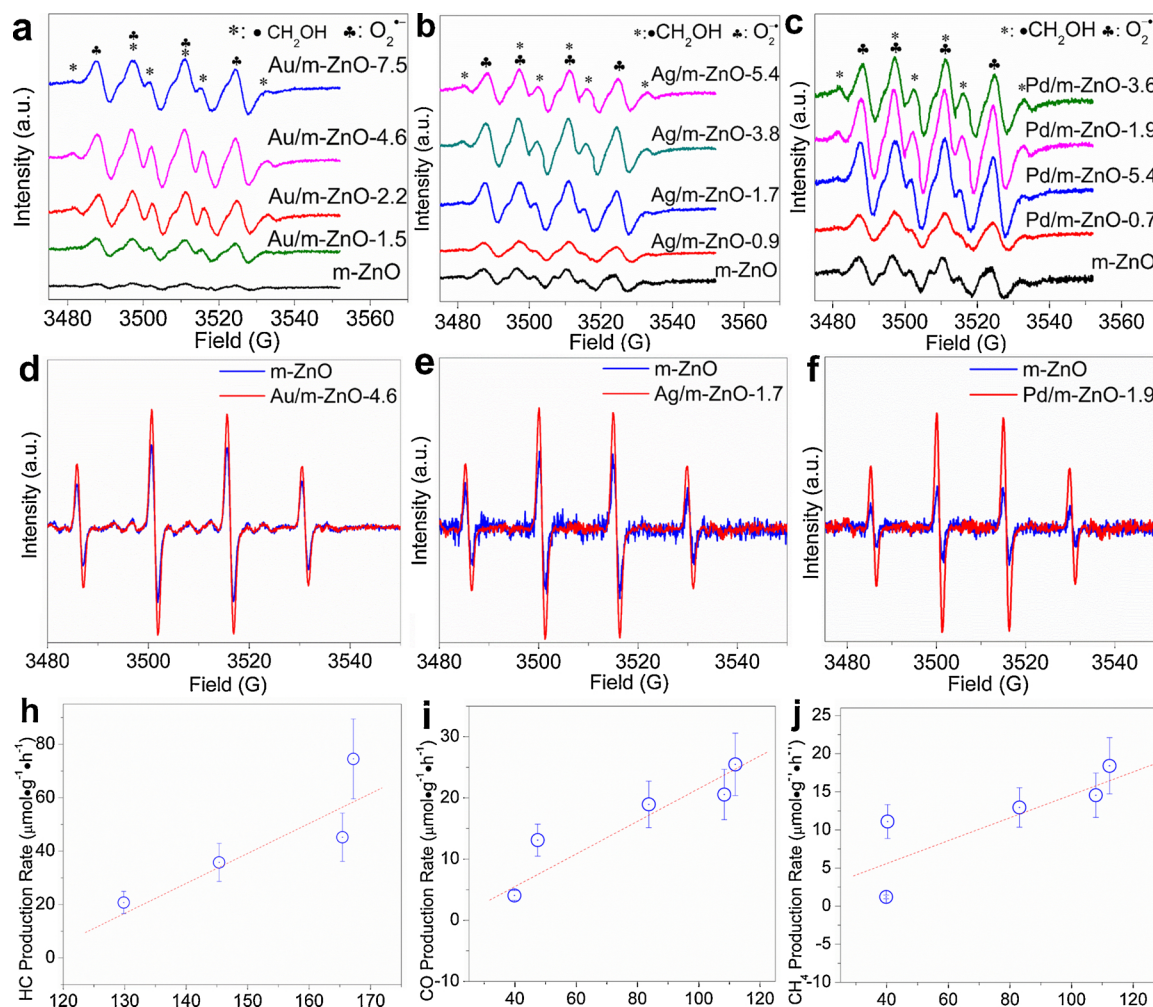 a
*: • CH2OH ♣: O2•−
Au/m-ZnO-7.5
Au/m-ZnO-4.6
Au/m-ZnO-2.2
Au/m-ZnO-1.5
m-ZnO
Intensity (a.u.)
3480 3500 3520 3540 3560
Field (G)
b
*:•CH2OH ♣: O2−•
Ag/m-ZnO-5.4
Ag/m-ZnO-3.8
Ag/m-ZnO-1.7
Ag/m-ZnO-0.9
m-ZnO
Intensity (a.u.)
3480 3500 3520 3540 3560
Field (G)
c
*:•CH2OH ♣: O2−•
Pd/m-ZnO-3.6
Pd/m-ZnO-1.9
Pd/m-ZnO-5.4
Pd/m-ZnO-0.7
m-ZnO
Intensity (a.u.)
3480 3500 3520 3540 3560
Field (G)
d
m-ZnO
Au/m-ZnO-4.6
Intensity (a.u.)
3480 3500 3520 3540
Field (G)
e
m-ZnO
Ag/m-ZnO-1.7
Intensity (a.u.)
3480 3500 3520 3540
Field (G)
f
m-ZnO
Pd/m-ZnO-1.9
Intensity (a.u.)
3480 3500 3520 3540
Field (G)
h
HC Production Rate (μmol•g-1•h-1)
80
60
40
20
0
120 130 140 150 160 170
i
CO Production Rate (μmol•g-1•h-1)
30
20
10
0
-10
40 60 80 100 120
j
CH4 Production Rate (μmol•g-1•h-1)
25
20
15
10
5
0
-5
-10
40 60 80 100 120